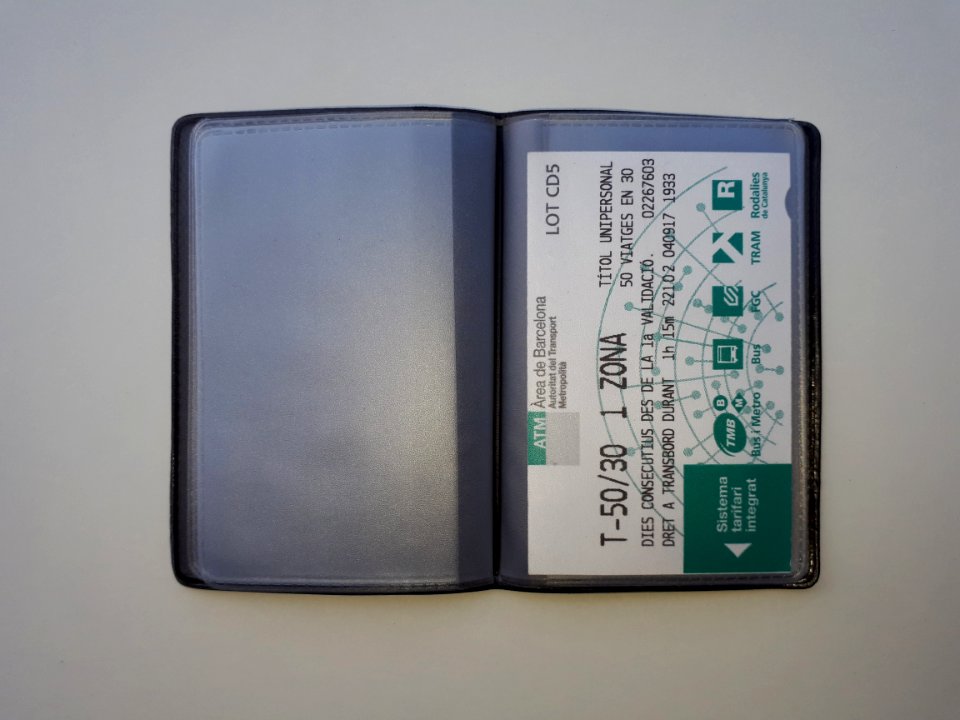 ATM Àrea de Barcelona
Autoritat del Transport
Metropolità
LOT CD5
T-50/30 1 ZONA
TÍTOL UNIPERSONAL
50 VIATGES EN 30
DIES CONSECUTIUS DES DE LA 1a VALIDACIÓ. 02267603
DRET A TRANSBORD DURANT 1h 15m 22102 040917 1933
Sistema
tarifari
integrat
TMB B M
R
Bus i Metro
Bus
FGC
TRAM
Rodalies
de Catalunya